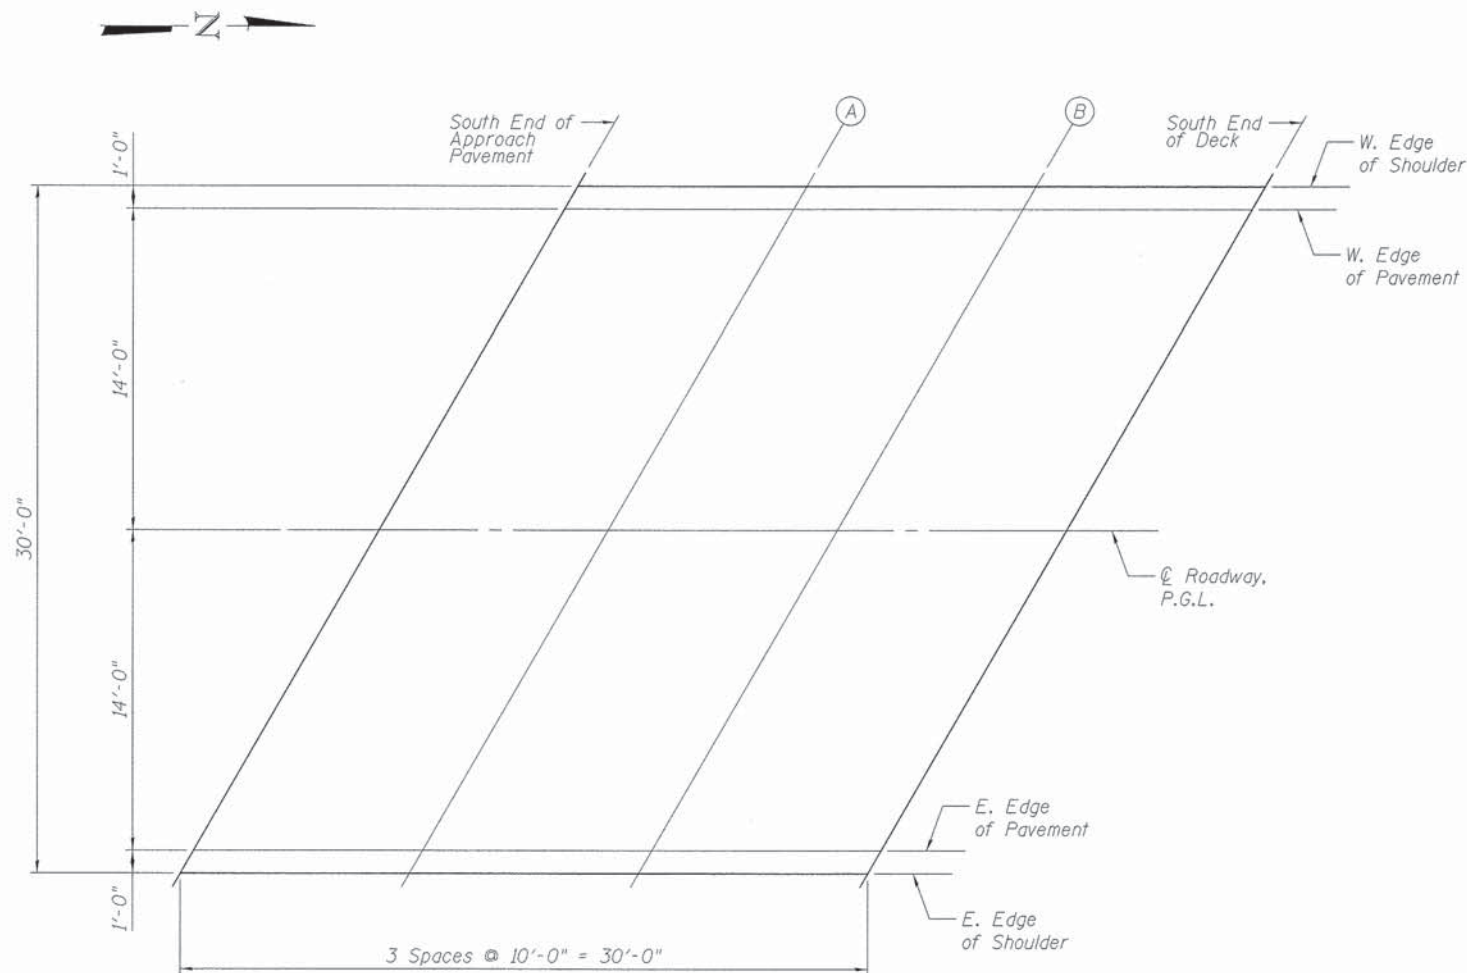 N
South End of
Approach
Pavement
A
B
South End
of Deck
W. Edge
of Shoulder
W. Edge
of Pavement
1'-0"
14'-0"
30'-0"
14'-0"
1'-0"
℄ Roadway,
P.G.L.
E. Edge
of Pavement
E. Edge
of Shoulder
3 Spaces @ 10'-0" = 30'-0"